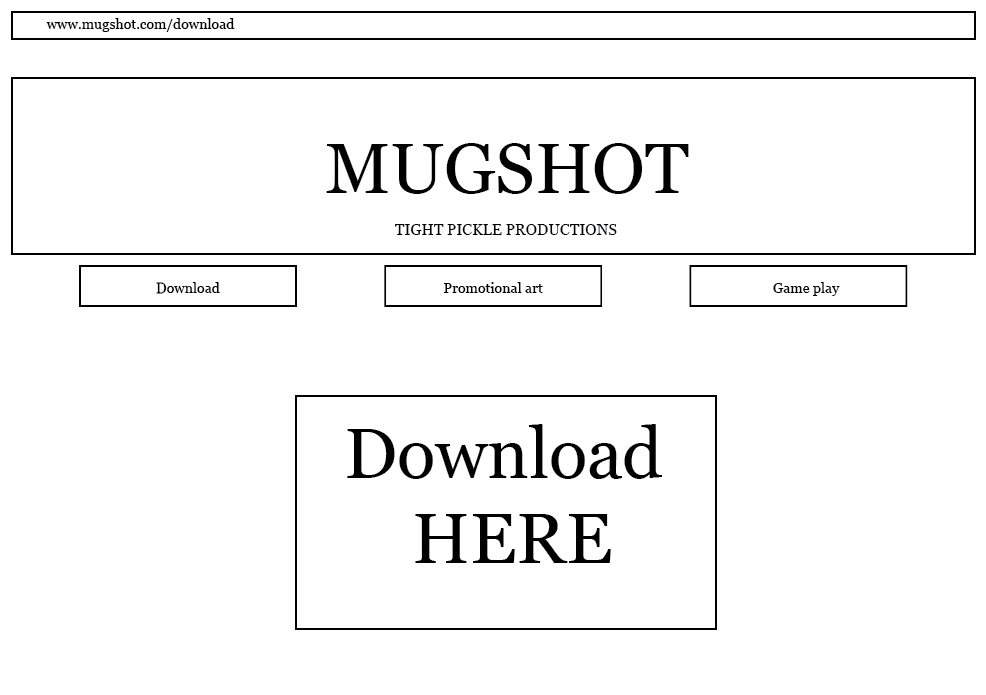 www.mugshot.com/download
MUGSHOT
TIGHT PICKLE PRODUCTIONS
Download
Promotional art
Game play
Download
HERE